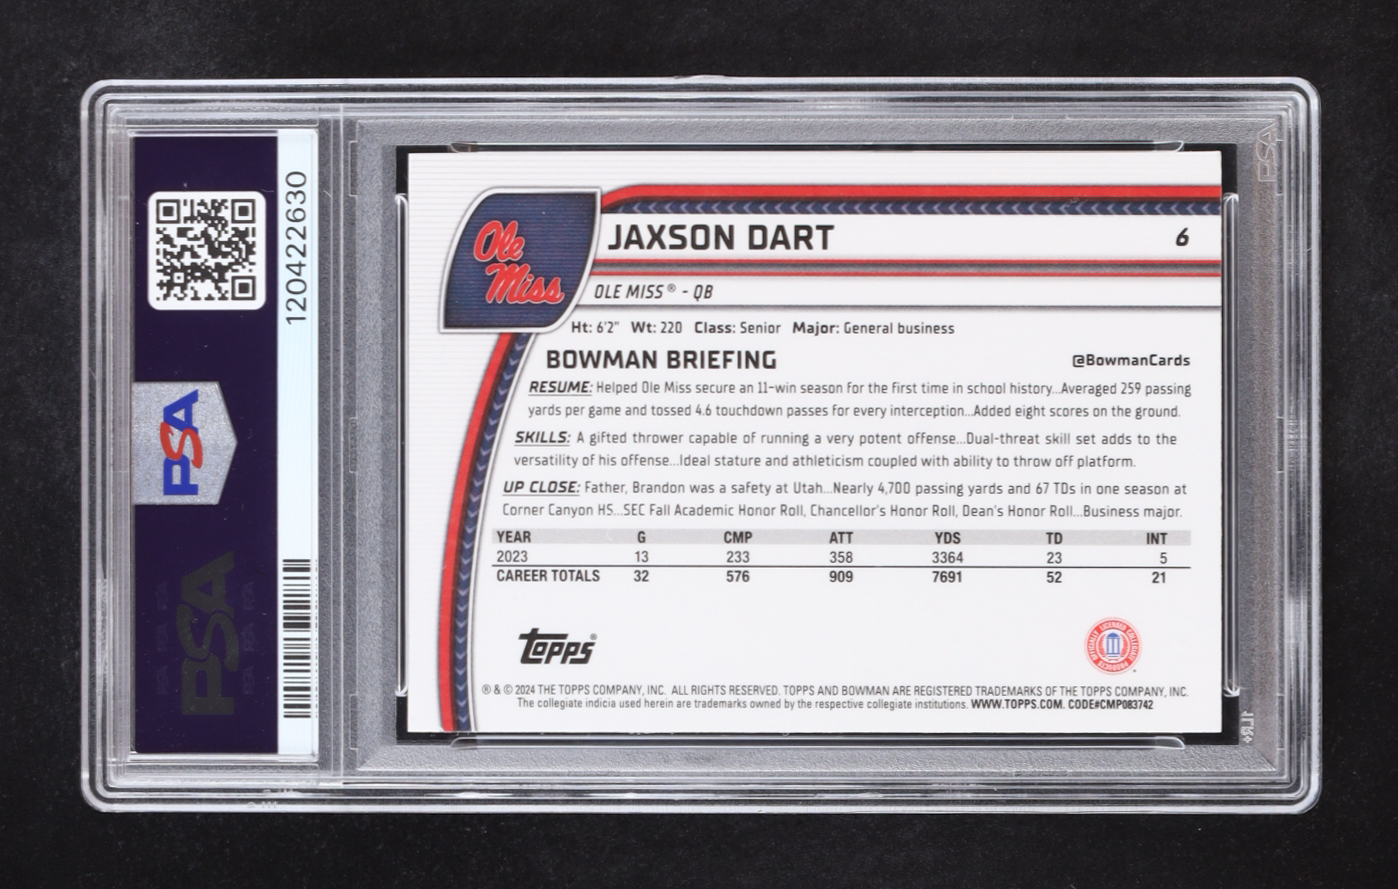 120422630
PSA
PSA
Ole
Miss
JAXSON DART
6
OLE MISS® - QB
Ht: 6'2" Wt: 220 Class: Senior Major: General business
BOWMAN BRIEFING
@BowmanCards
RESUME: Helped Ole Miss secure an 11-win season for the first time in school history...Averaged 259 passing
yards per game and tossed 4.6 touchdown passes for every interception...Added eight scores on the ground.
SKILLS: A gifted thrower capable of running a very potent offense...Dual-threat skill set adds to the
versatility of his offense...Ideal stature and athleticism coupled with ability to throw off platform.
UP CLOSE: Father, Brandon was a safety at Utah...Nearly 4,700 passing yards and 67 TDs in one season at
Corner Canyon HS...SEC Fall Academic Honor Roll, Chancellor's Honor Roll, Dean's Honor Roll...Business major.
YEAR G CMP ATT YDS TD INT
2023 13 233 358 3364 23 5
CAREER TOTALS 32 576 909 7691 52 21
topps®
OFFICIALLY LICENSED COLLEGIATE PRODUCTS
® & © 2024 THE TOPPS COMPANY, INC. ALL RIGHTS RESERVED. TOPPS AND BOWMAN ARE REGISTERED TRADEMARKS OF THE TOPPS COMPANY, INC.
The collegiate indicia used herein are trademarks owned by the respective collegiate institutions. WWW.TOPPS.COM. CODE#CMP083742
PSA